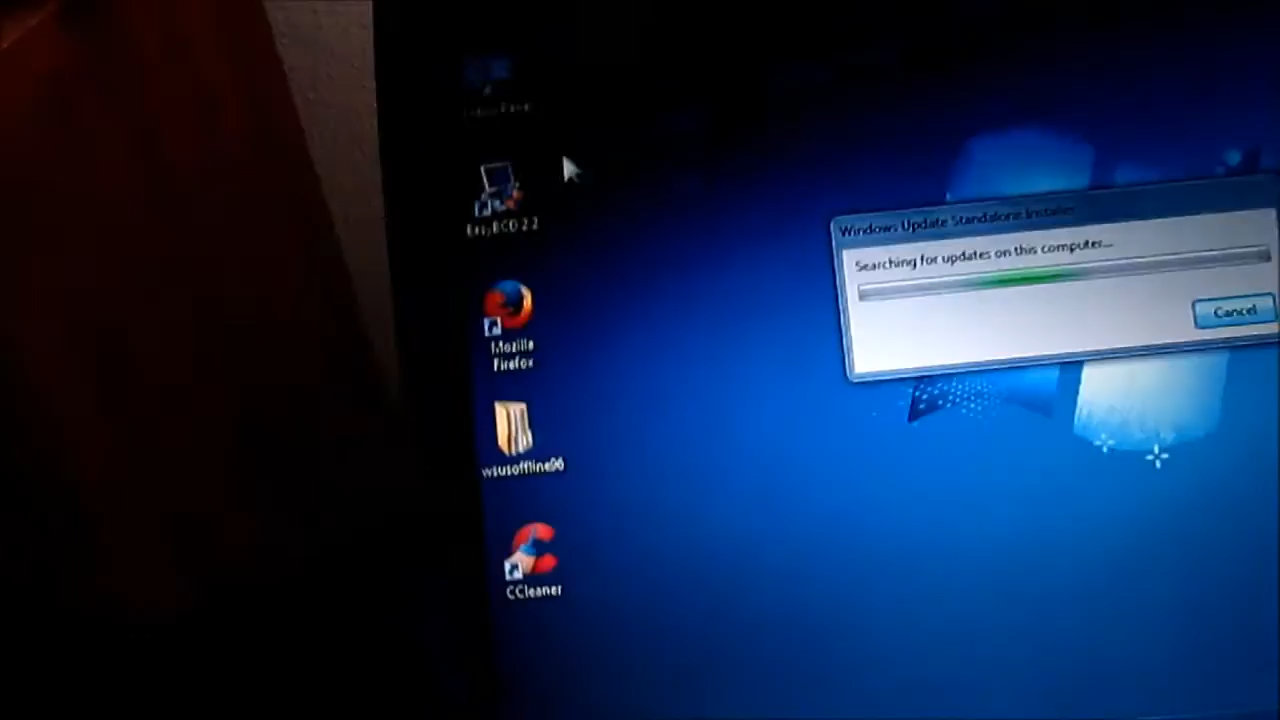 EasyBCD 2.2
Mozilla
Firefox
wsusoffline96
CCleaner
Windows Update Standalone Installer
Searching for updates on this computer...
Cancel